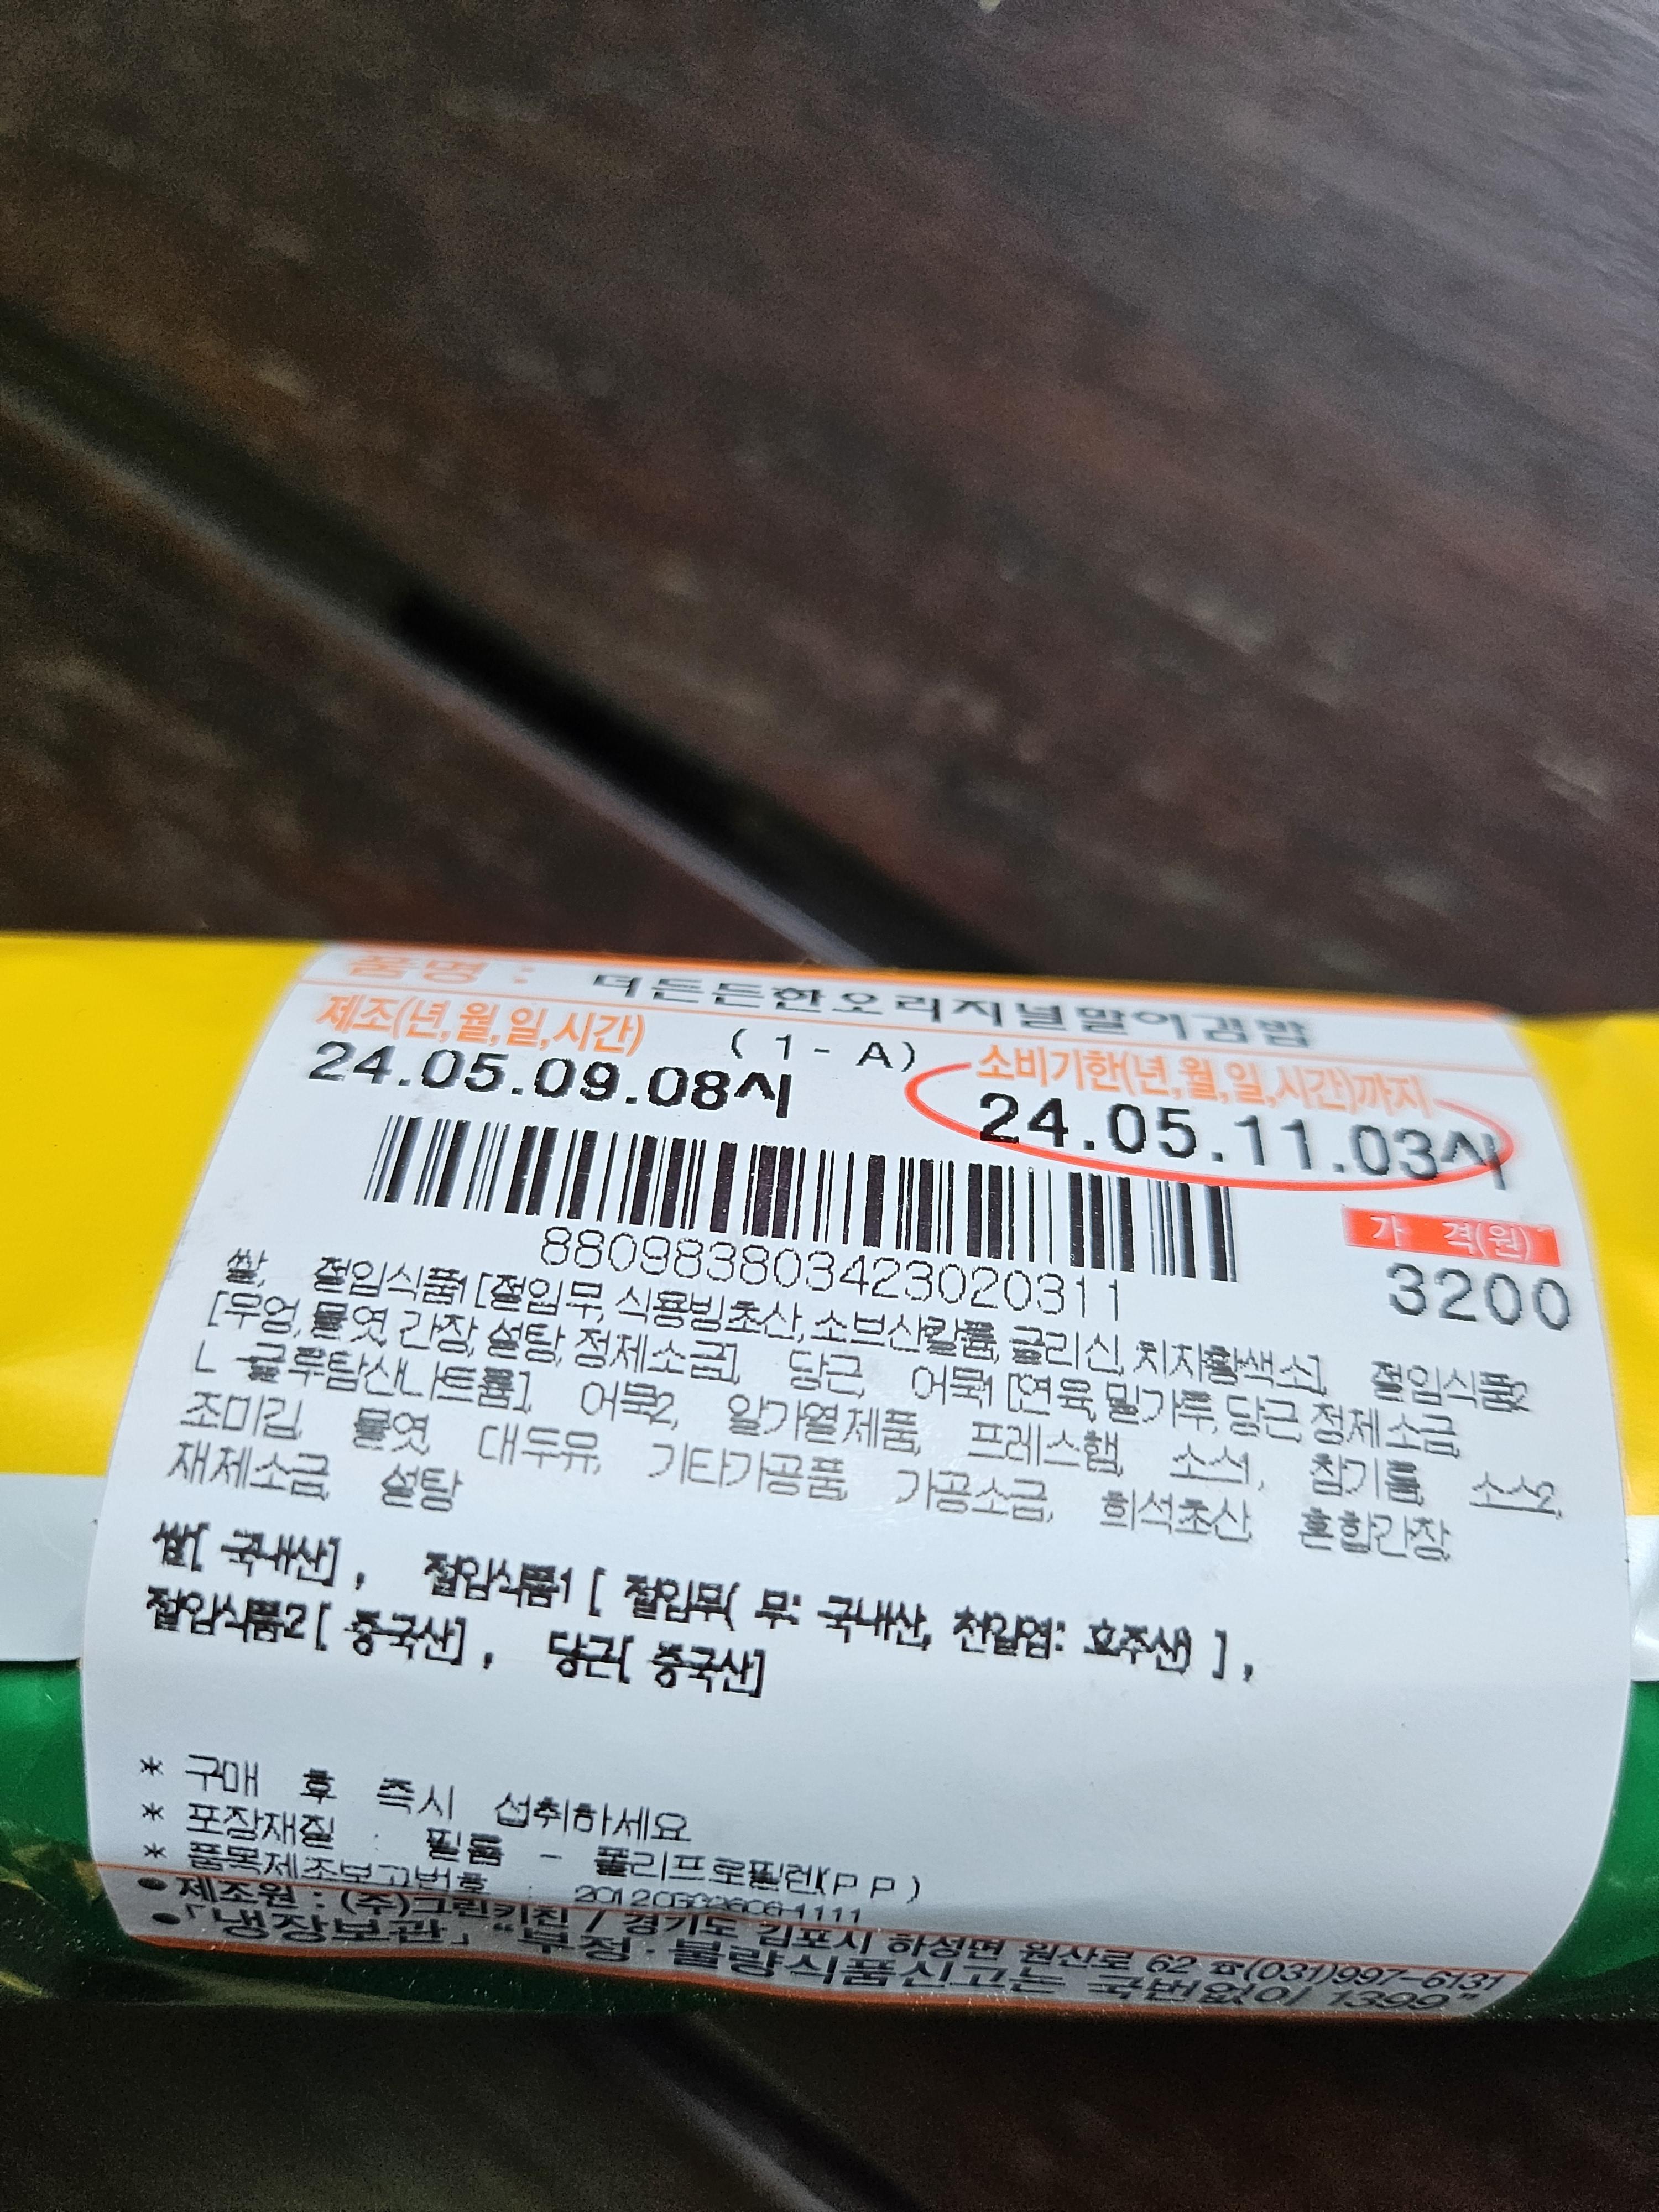 품명 : 더든든한오리지널말이김밥
제조(년,월,일,시간) (1-A) 소비기한(년,월,일,시간)까지
24.05.09.08시 24.05.11.03시
8809838034230203​11
가 격(원)
3200
쌀, 절임식품1[절임무, 식용빙초산, 소브산칼륨, 글리신, 치자황색소], 절임식품2
[우엉, 물엿, 간장, 설탕, 정제소금], 당근, 어묵1[연육, 밀가루, 당근, 정제소금,
L-글루탐산나트륨], 어묵2, 알가열제품, 프레스햄, 소스1, 참기름, 소스2,
조미김, 물엿, 대두유, 기타가공품, 가공소금, 희석초산, 혼합간장,
재제소금, 설탕
쌀[국내산], 절임식품1[절임무(무:국내산, 천일염:호주산)],
절임식품2[중국산], 당근[중국산]
* 구매 후 즉시 섭취하세요
* 포장재질 : 필름 - 폴리프로필렌(PP)
* 품목제조보고번호 :
● 제조원 : (주)그린키친 / 경기도 김포시 하성면 원산로 62 ☎(031)997-6131
● 「냉장보관」 "부정·불량식품신고는 국번없이 1399"